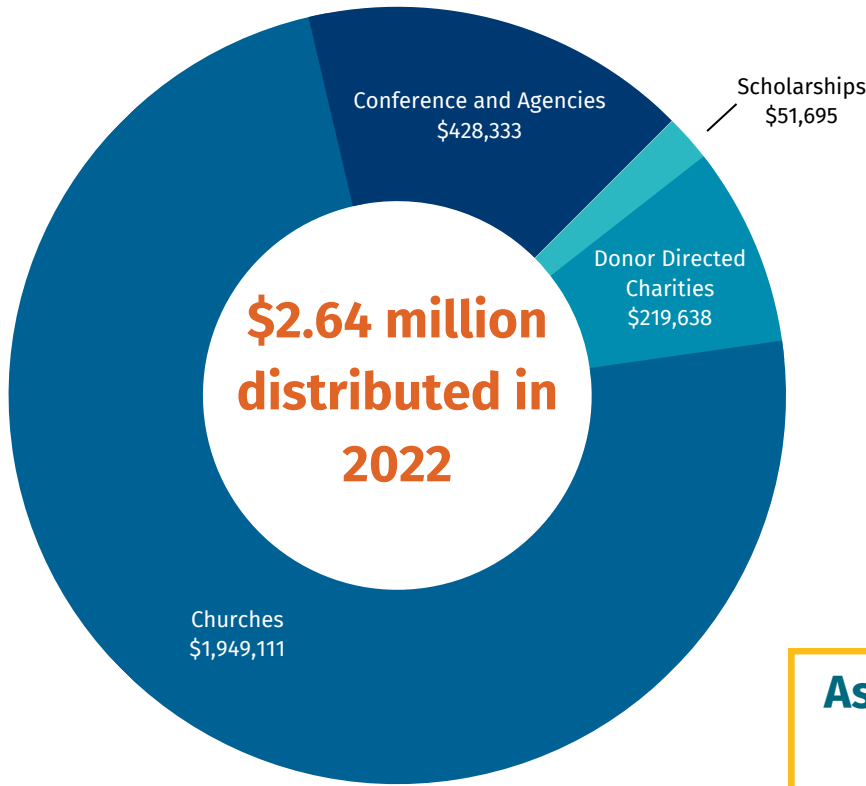 Conference and Agencies
$428,333
Scholarships
$51,695
Donor Directed
Charities
$219,638
$2.64 million
distributed in
2022
Churches
$1,949,111
As